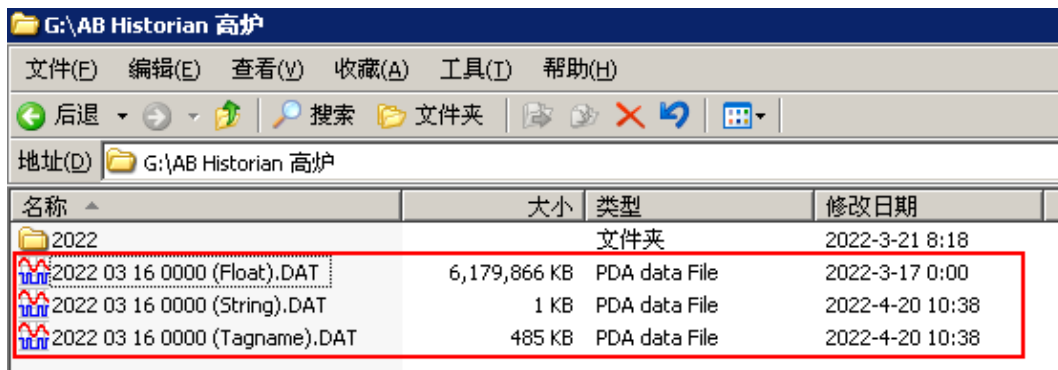 G:\AB Historian 高炉
文件(F) 编辑(E) 查看(V) 收藏(A) 工具(T) 帮助(H)
后退 搜索 文件夹
地址(D) G:\AB Historian 高炉
名称 大小 类型 修改日期
2022 文件夹 2022-3-21 8:18
2022 03 16 0000 (Float).DAT 6,179,866 KB PDA data File 2022-3-17 0:00
2022 03 16 0000 (String).DAT 1 KB PDA data File 2022-4-20 10:38
2022 03 16 0000 (Tagname).DAT 485 KB PDA data File 2022-4-20 10:38